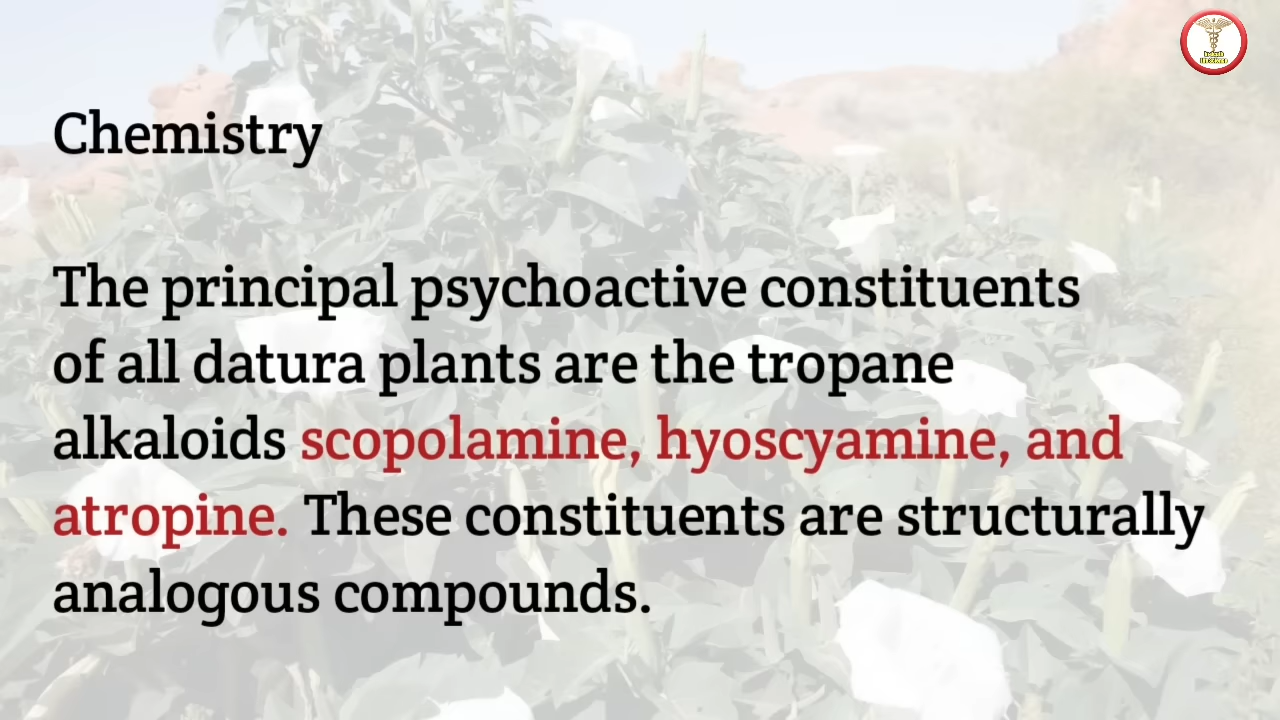 Chemistry
The principal psychoactive constituents
of all datura plants are the tropane
alkaloids scopolamine, hyoscyamine, and
atropine. These constituents are structurally
analogous compounds.